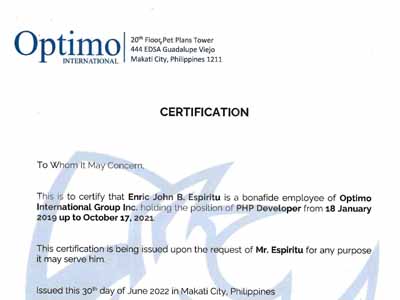 Optimo
INTERNATIONAL
20th Floor, Pet Plans Tower
444 EDSA Guadalupe Viejo
Makati City, Philippines 1211
CERTIFICATION
To Whom It May Concern,
This is to certify that Enric John B. Espiritu is a bonafide employee of Optimo
International Group Inc. holding the position of PHP Developer from 18 January
2019 up to October 17, 2021.
This certification is being issued upon the request of Mr. Espiritu for any purpose
it may serve him.
Issued this 30th day of June 2022 in Makati City, Philippines